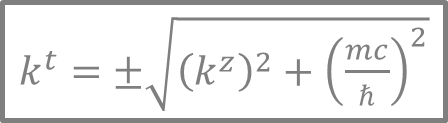 k^t = ±√((k^z)^2 + (mc/ħ)^2)